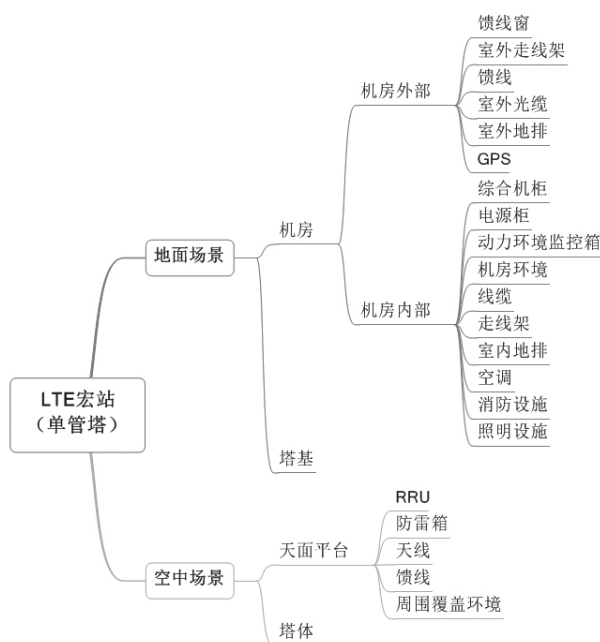 LTE宏站
（单管塔）
地面场景
机房
机房外部
馈线窗
室外走线架
馈线
室外光缆
室外地排
GPS
机房内部
综合机柜
电源柜
动力环境监控箱
机房环境
线缆
走线架
室内地排
空调
消防设施
照明设施
塔基
空中场景
天面平台
RRU
防雷箱
天线
馈线
周围覆盖环境
塔体